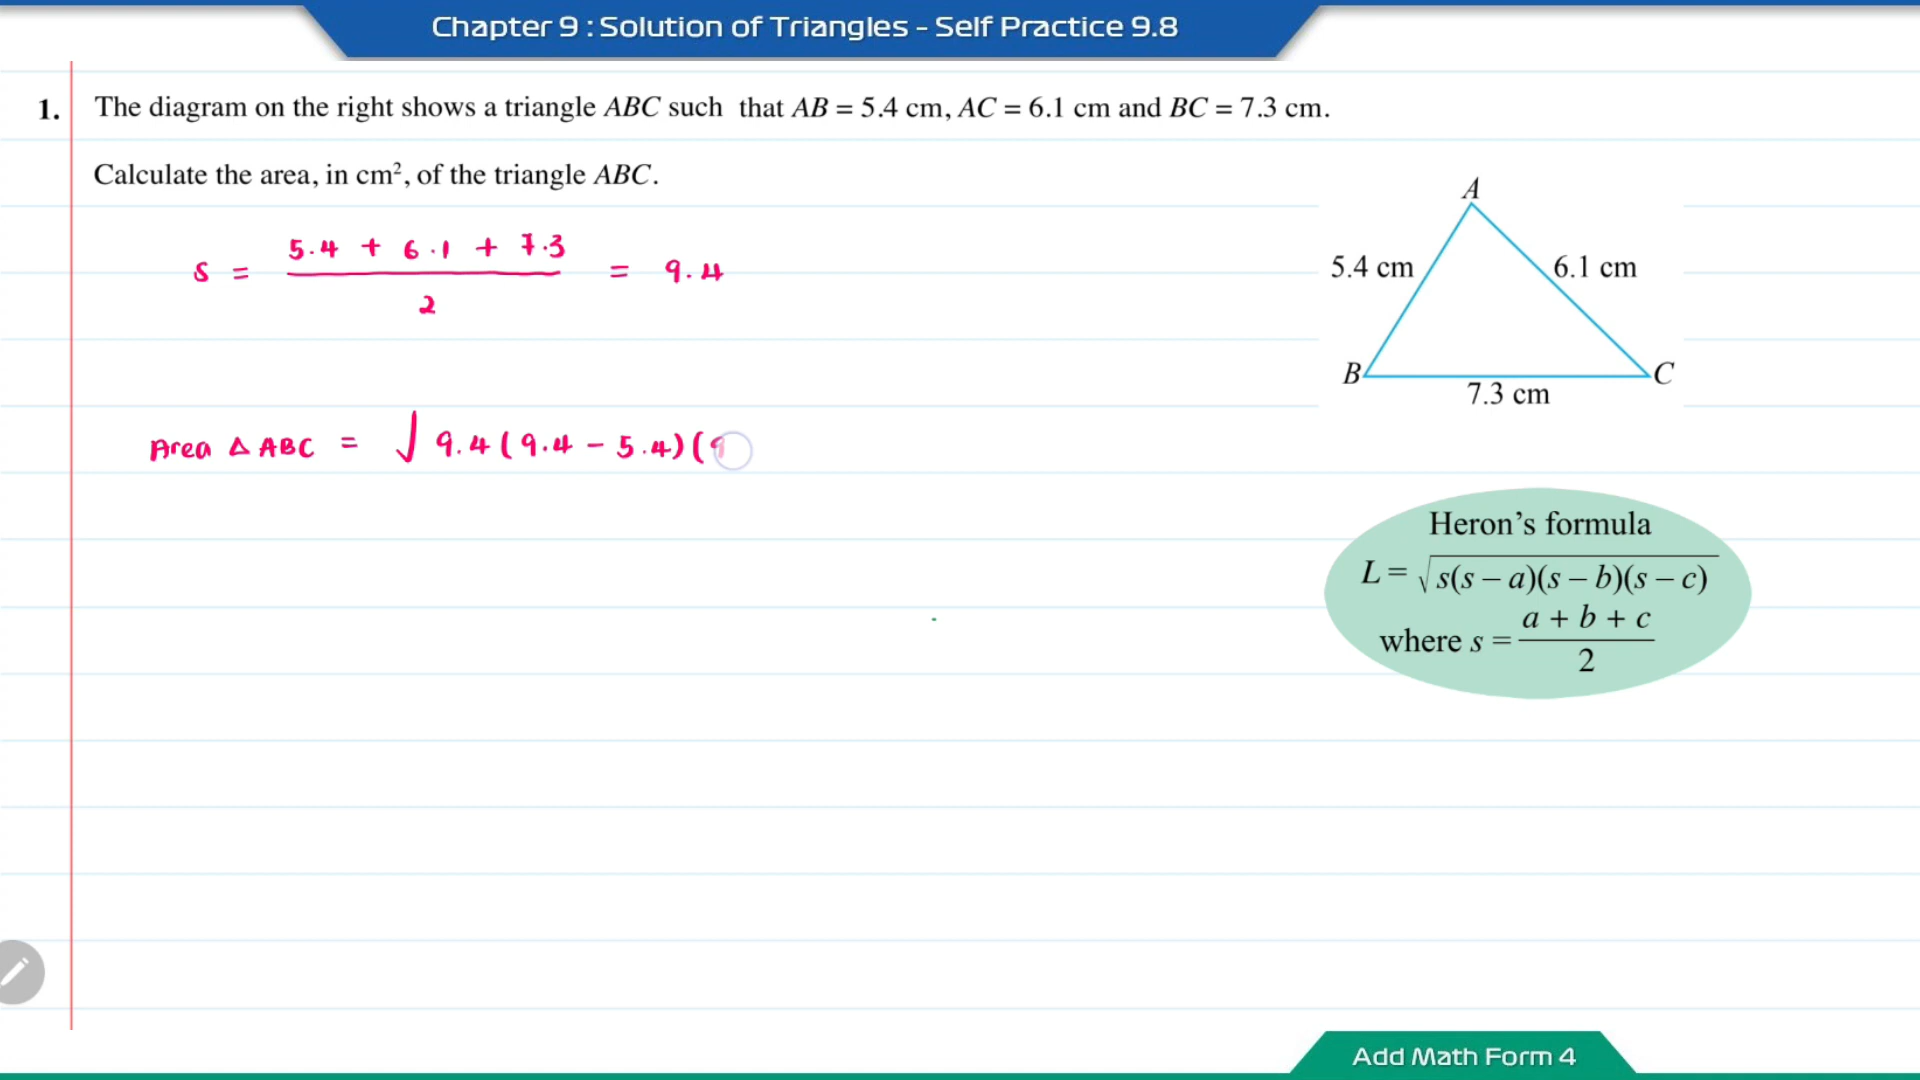 Chapter 9 : Solution of Triangles - Self Practice 9.8
1. The diagram on the right shows a triangle ABC such that AB = 5.4 cm, AC = 6.1 cm and BC = 7.3 cm.
Calculate the area, in cm², of the triangle ABC.
s = (5.4 + 6.1 + 7.3)/2 = 9.4
A
5.4 cm
6.1 cm
B
C
7.3 cm
Area Δ ABC = √ 9.4 ( 9.4 - 5.4 ) ( 9
Heron's formula
L = √s(s – a)(s – b)(s – c)
where s = (a + b + c)/2
Add Math Form 4